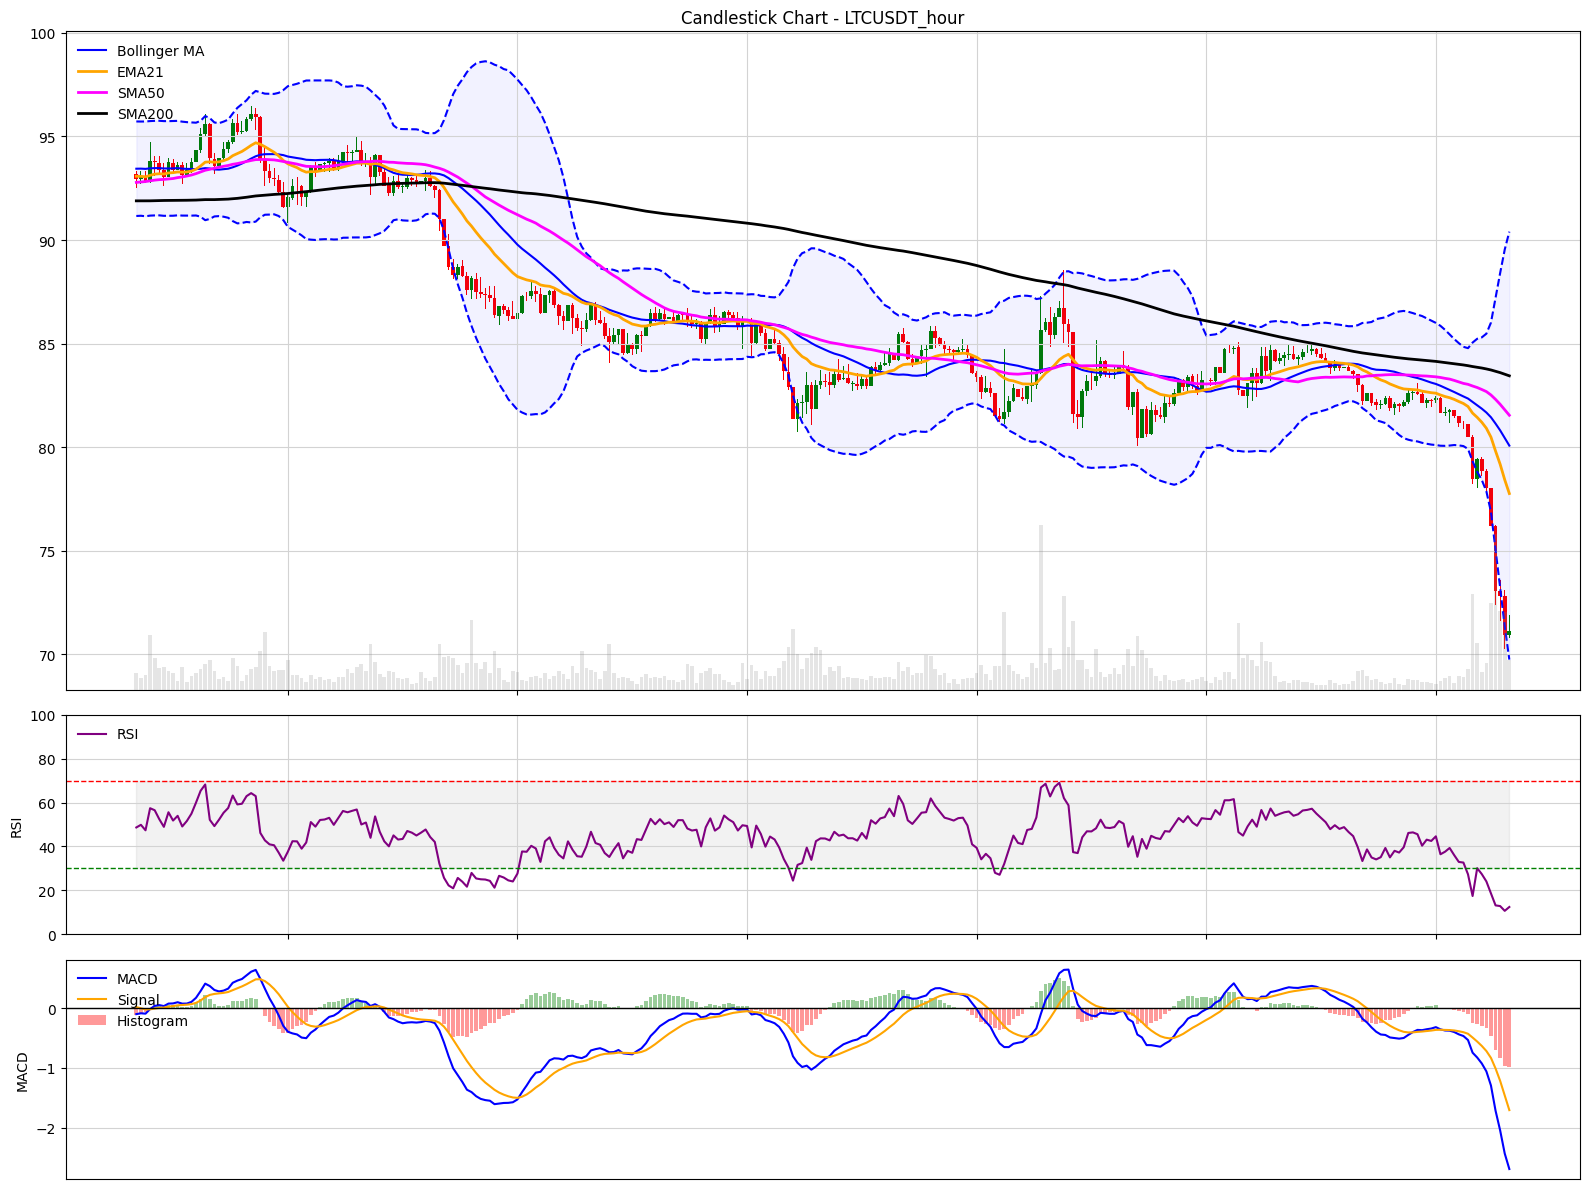 Candlestick Chart - LTCUSDT_hour
100
95
90
85
80
75
70
Bollinger MA
EMA21
SMA50
SMA200
100
80
60
40
20
0
RSI
RSI
0
−1
−2
MACD
MACD
Signal
Histogram